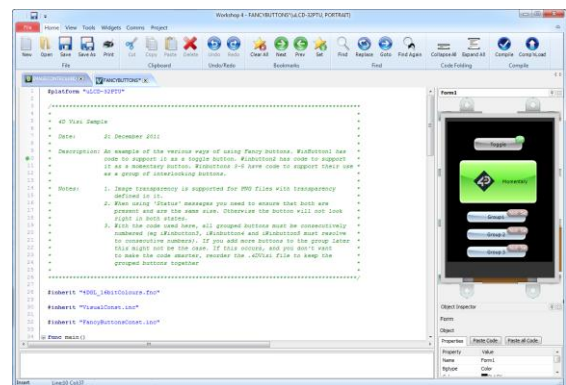 Workshop 4 - FANCYBUTTONS*(uLCD-32PTU, PORTRAIT)
File Home View Tools Widgets Comms Project
New Open Save Save As Print Cut Copy Paste Delete Undo Redo Clear All Next Prev Set Find Replace Goto Find Again Collapse All Expand All Compile Comp'nLoad
File Clipboard Undo/Redo Bookmarks Find Code Folding Compile
FANCYBUTTONS*
#platform "uLCD-32PTU"
4D Visi Sample
Date: 2: December 2011
Description: An example of the various ways of using Fancy buttons. WinButton1 has
code to support it as a toggle button. Winbutton2 has code to support
it as a momentary button. Winbuttons 3-5 have code to support their use
as a group of interlocking buttons.
Notes: 1. Image transparency is supported for PNG files with transparency
defined in it.
2. When using 'Status' messages you need to ensure that both are
present and are the same size. Otherwise the button will not look
right in both states.
3. With the code used here, all grouped buttons must be consecutively
numbered (eg iWinbutton3, iWinbutton4 and iWinbutton5 must resolve
to consecutive numbers). If you add more buttons to the group later
this might not be the case. If this occurs, and you don't want
to make the code smarter, reorder the .4DVisi file to keep the
grouped buttons together
#inherit "4DGL_16bitColours.fnc"
#inherit "VisualConst.inc"
#inherit "FancyButtonsConst.inc"
func main()
Form1
Toggle
4D Momentary
Group1
Group 2
Group 3
Object Inspector
Form
Object
Properties Paste Code Paste all Code
Property Value
Name Form1
Bgtype Color
Insert Line:10 Col:37